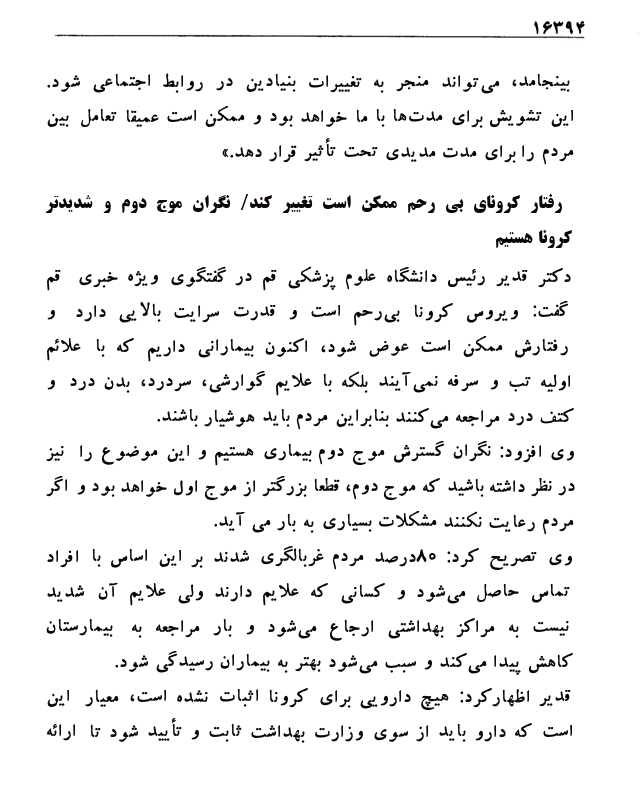 ۱۶۳۹۴
بینجامد، می‌تواند منجر به تغییرات بنیادین در روابط اجتماعی شود.
این تشویش برای مدت‌ها با ما خواهد بود و ممکن است عمیقا تعامل بین
مردم را برای مدت مدیدی تحت تأثیر قرار دهد.»
رفتار کرونای بی رحم ممکن است تغییر کند/ نگران موج دوم و شدیدتر
کرونا هستیم
دکتر قدیر رئیس دانشگاه علوم پزشکی قم در گفتگوی ویژه خبری قم
گفت: ویروس کرونا بی‌رحم است و قدرت سرایت بالایی دارد و
رفتارش ممکن است عوض شود، اکنون بیمارانی داریم که با علائم
اولیه تب و سرفه نمی‌آیند بلکه با علایم گوارشی، سردرد، بدن درد و
کتف درد مراجعه می‌کنند بنابراین مردم باید هوشیار باشند.
وی افزود: نگران گسترش موج دوم بیماری هستیم و این موضوع را نیز
در نظر داشته باشید که موج دوم، قطعا بزرگتر از موج اول خواهد بود و اگر
مردم رعایت نکنند مشکلات بسیاری به بار می آید.
وی تصریح کرد: ۸۰درصد مردم غربالگری شدند بر این اساس با افراد
تماس حاصل می‌شود و کسانی که علایم دارند ولی علایم آن شدید
نیست به مراکز بهداشتی ارجاع می‌شود و بار مراجعه به بیمارستان
کاهش پیدا می‌کند و سبب می‌شود بهتر به بیماران رسیدگی شود.
قدیر اظهارکرد: هیچ دارویی برای کرونا اثبات نشده است، معیار این
است که دارو باید از سوی وزارت بهداشت ثابت و تأیید شود تا ارائه